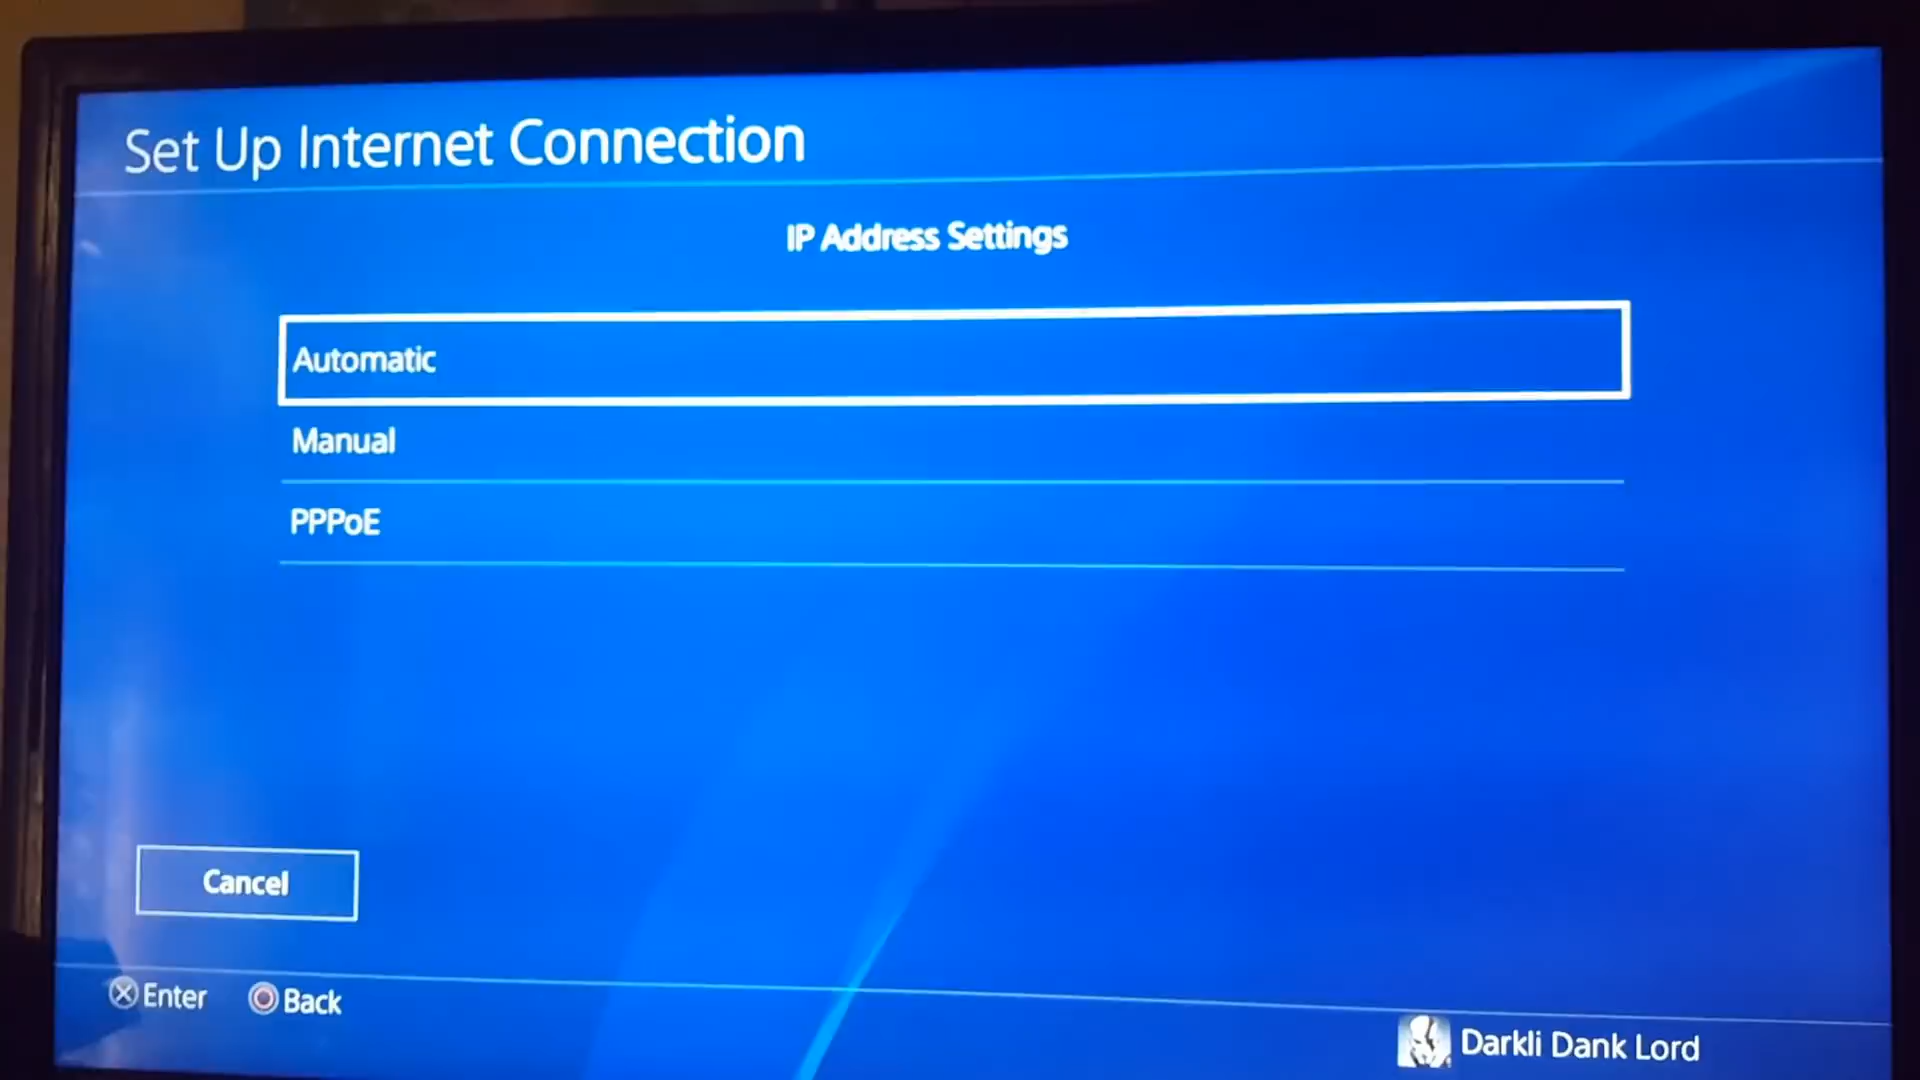 Set Up Internet Connection
IP Address Settings
Automatic
Manual
PPPoE
Cancel
Enter Back
Darkli Dank Lord